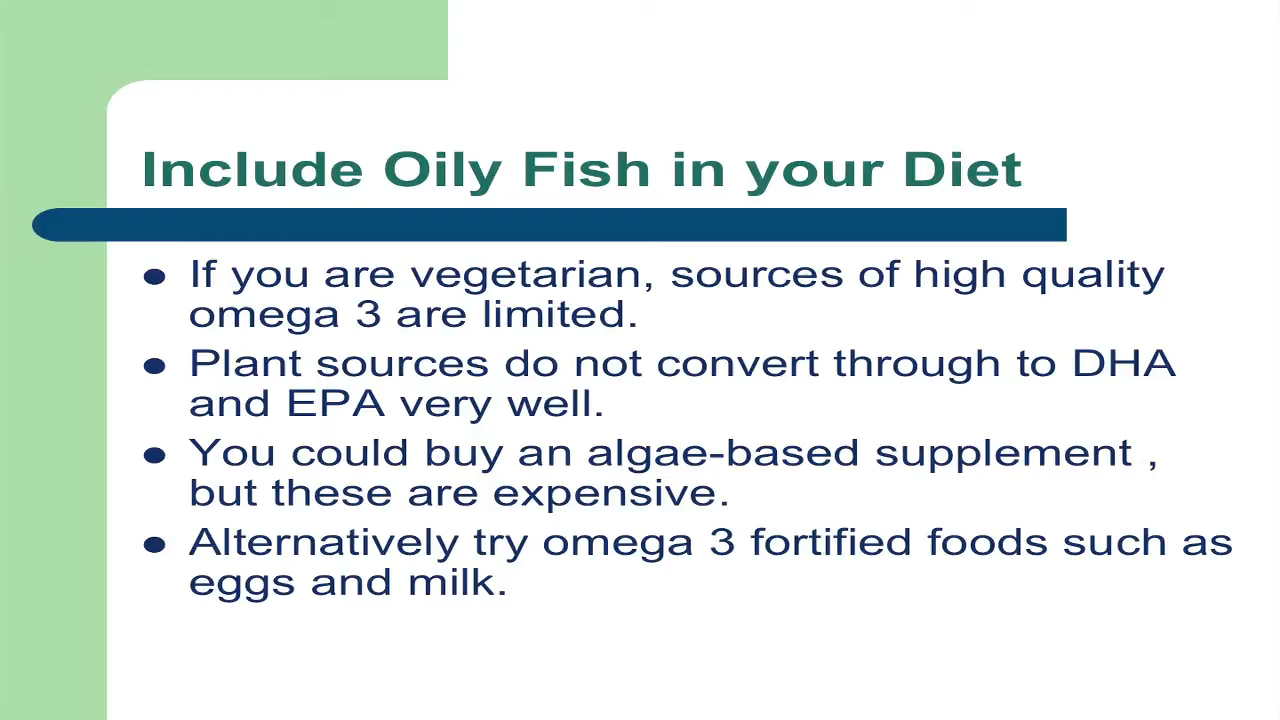 Include Oily Fish in your Diet
● If you are vegetarian, sources of high quality
omega 3 are limited.
● Plant sources do not convert through to DHA
and EPA very well.
● You could buy an algae-based supplement ,
but these are expensive.
● Alternatively try omega 3 fortified foods such as
eggs and milk.